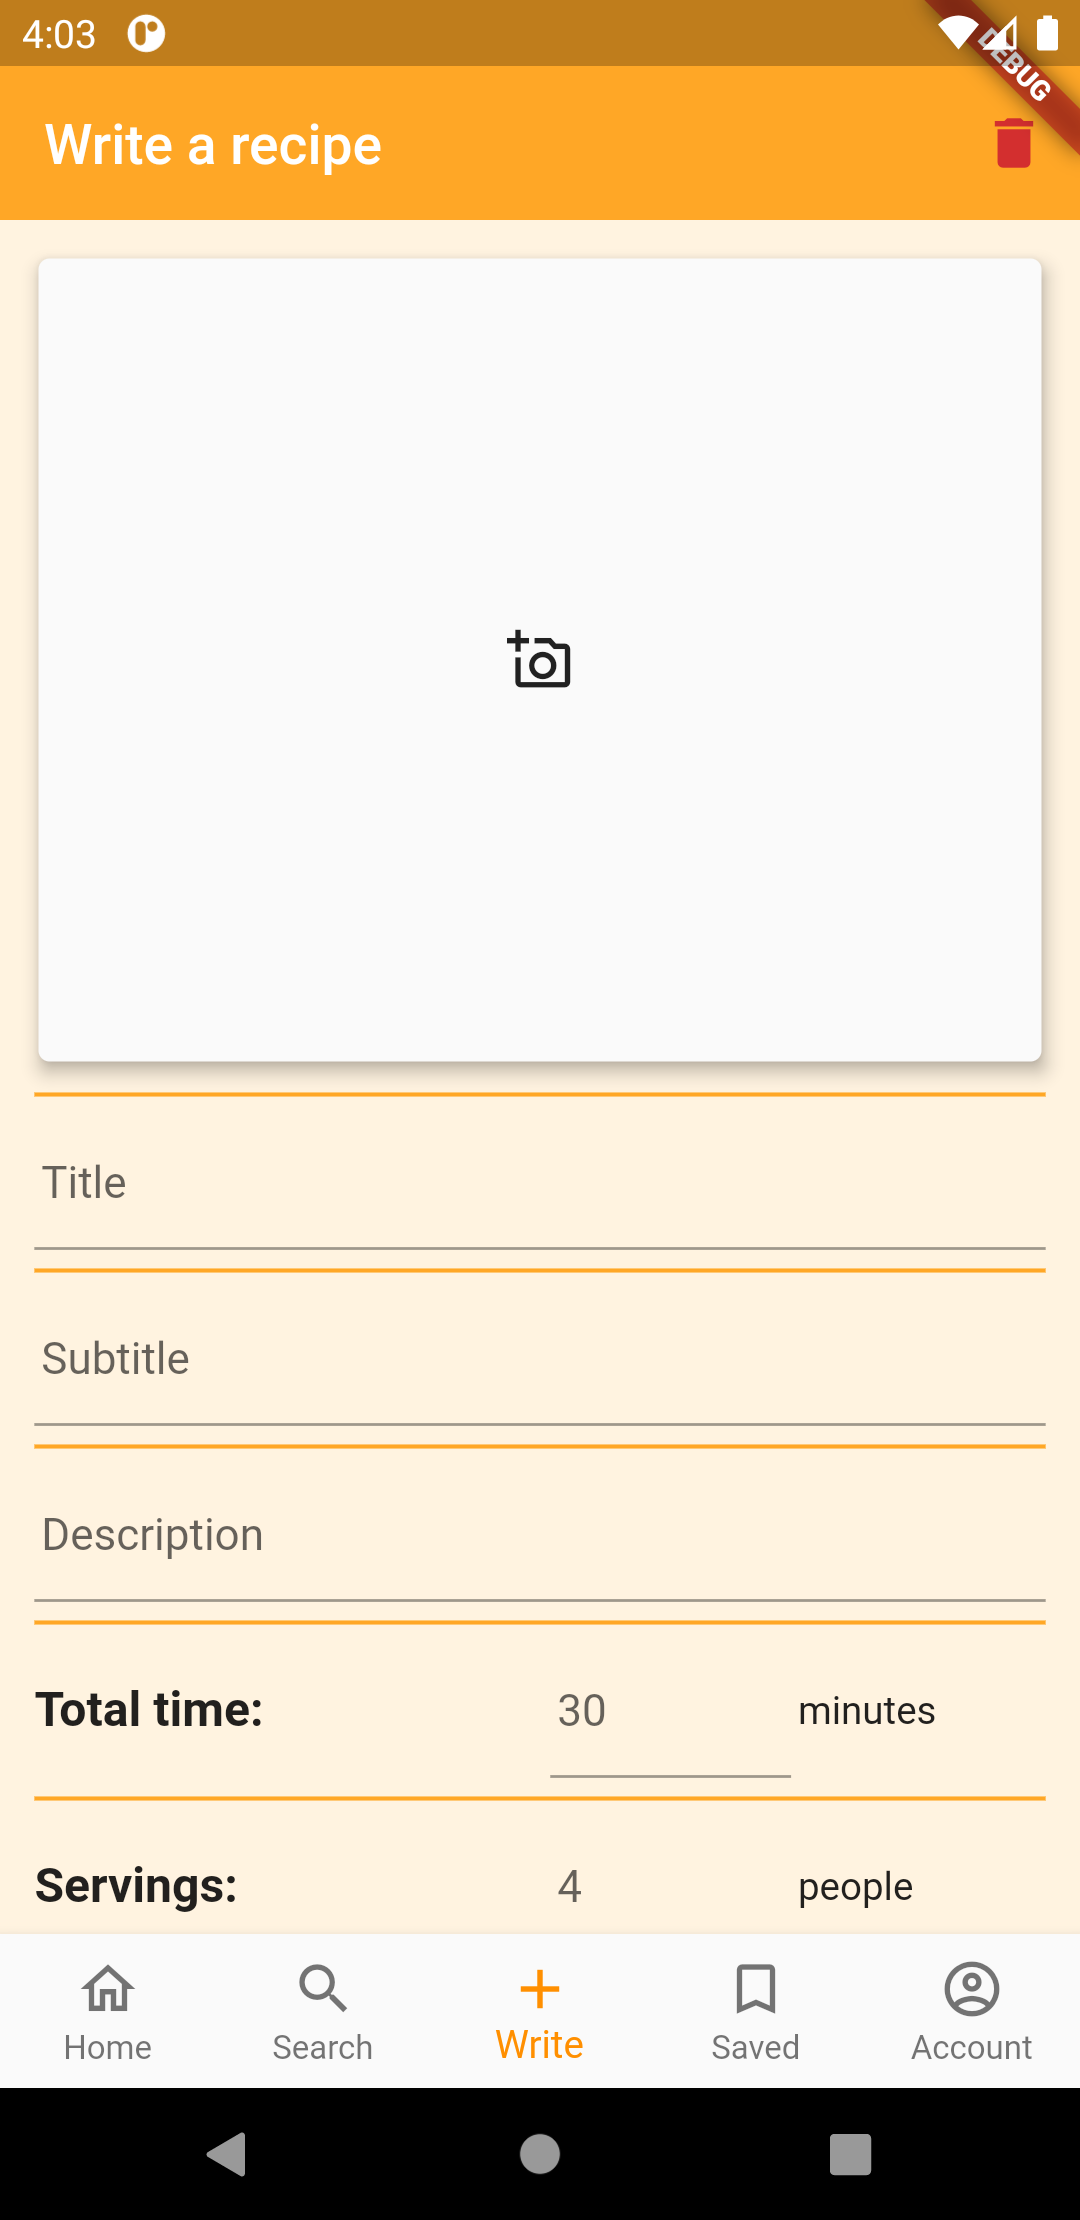 4:03
DEBUG
Write a recipe
Title
Subtitle
Description
Total time: 30 minutes
Servings: 4 people
Home Search Write Saved Account